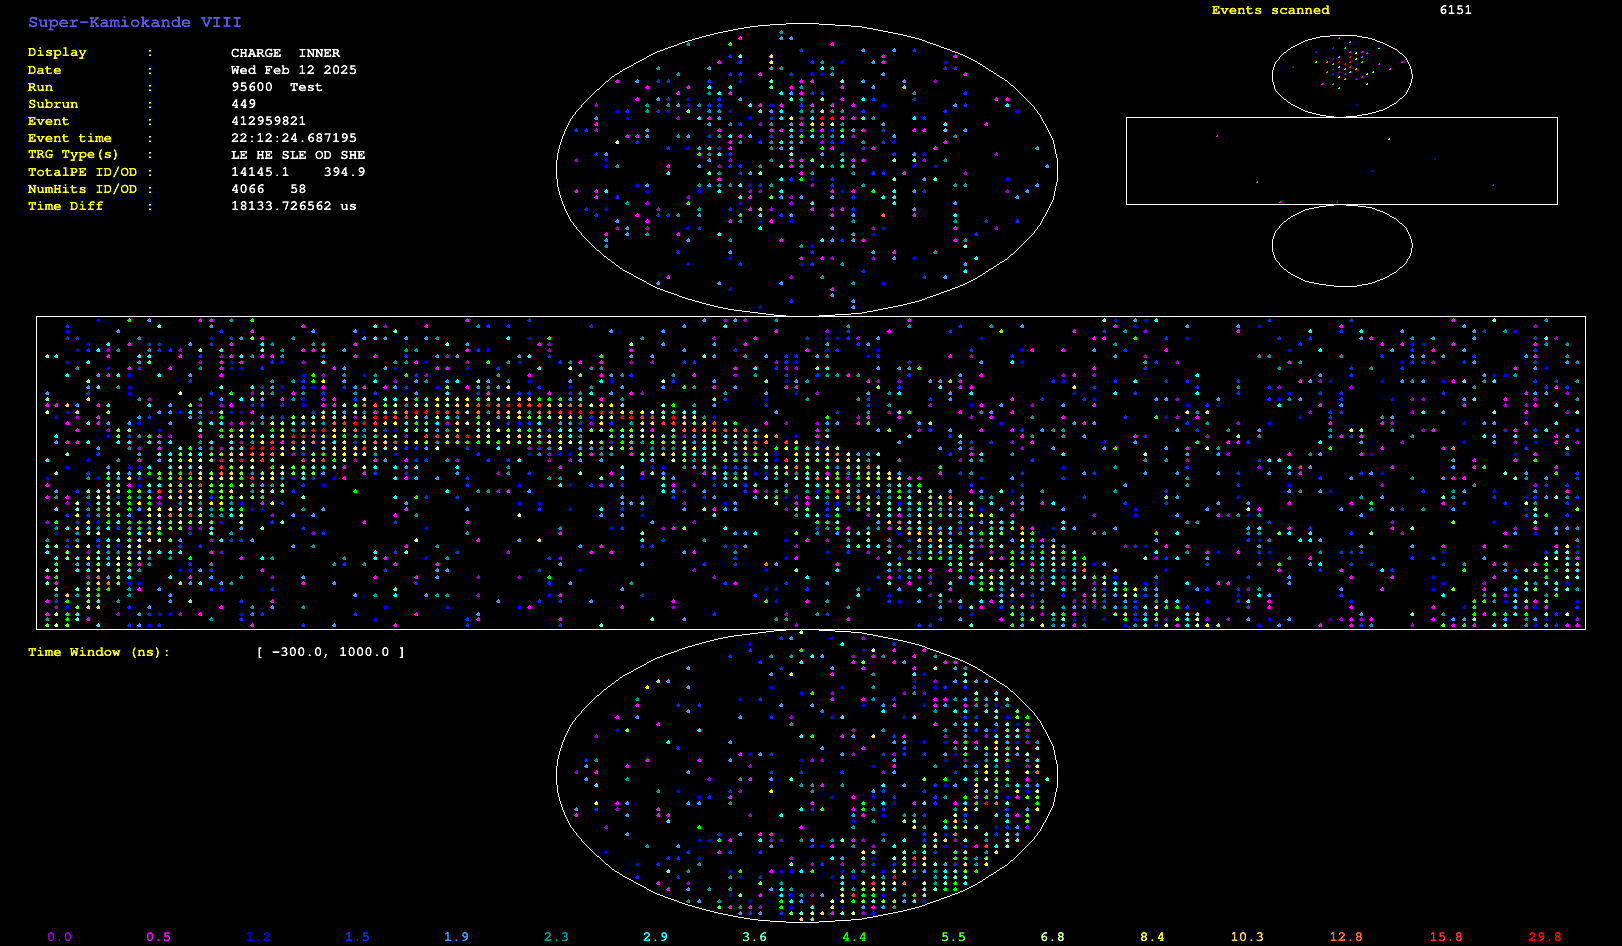 Super-Kamiokande VIII
Events scanned 6151
Display : CHARGE INNER
Date : Wed Feb 12 2025
Run : 95600 Test
Subrun : 449
Event : 412959821
Event time : 22:12:24.687195
TRG Type(s) : LE HE SLE OD SHE
TotalPE ID/OD : 14145.1 394.9
NumHits ID/OD : 4066 58
Time Diff : 18133.726562 us
Time Window (ns): [ -300.0, 1000.0 ]
0.0 0.5 1.2 1.5 1.9 2.3 2.9 3.6 4.4 5.5 6.8 8.4 10.3 12.8 15.8 29.8